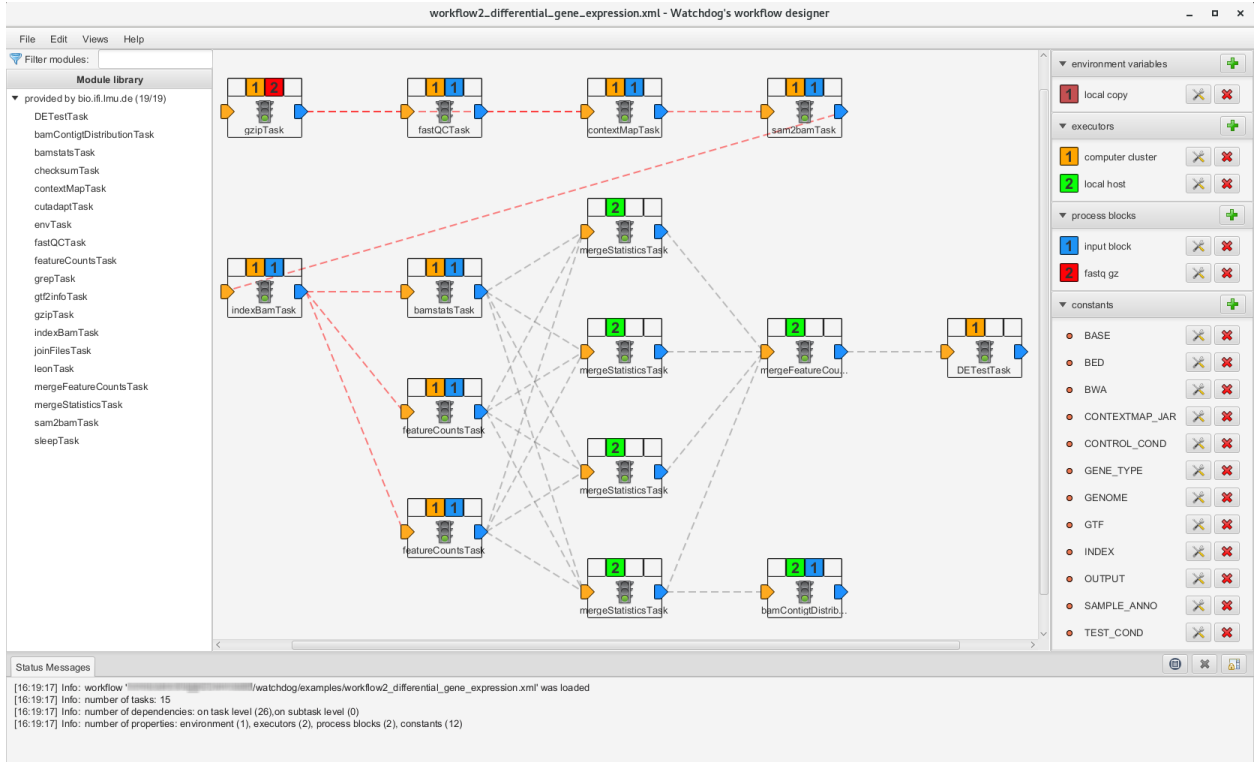 workflow2_differential_gene_expression.xml - Watchdog's workflow designer
File Edit Views Help
Filter modules:
Module library
provided by bio.ifi.lmu.de (19/19)
DETestTask
bamContigtDistributionTask
bamstatsTask
checksumTask
contextMapTask
cutadaptTask
envTask
fastQCTask
featureCountsTask
grepTask
gtf2infoTask
gzipTask
indexBamTask
joinFilesTask
leonTask
mergeFeatureCountsTask
mergeStatisticsTask
sam2bamTask
sleepTask
1 2
gzipTask
1 1
fastQCTask
1 1
contextMapTask
1 1
sam2bamTask
2
mergeStatisticsTask
1 1
indexBamTask
1 1
bamstatsTask
2
mergeStatisticsTask
2
mergeFeatureCou...
1
DETestTask
1 1
featureCountsTask
2
mergeStatisticsTask
1 1
featureCountsTask
2
mergeStatisticsTask
2 1
bamContigtDistrib...
environment variables
1 local copy
executors
1 computer cluster
2 local host
process blocks
1 input block
2 fastq gz
constants
BASE
BED
BWA
CONTEXTMAP_JAR
CONTROL_COND
GENE_TYPE
GENOME
GTF
INDEX
OUTPUT
SAMPLE_ANNO
TEST_COND
Status Messages
[16:19:17] Info: workflow '/watchdog/examples/workflow2_differential_gene_expression.xml' was loaded
[16:19:17] Info: number of tasks: 15
[16:19:17] Info: number of dependencies: on task level (26),on subtask level (0)
[16:19:17] Info: number of properties: environment (1), executors (2), process blocks (2), constants (12)